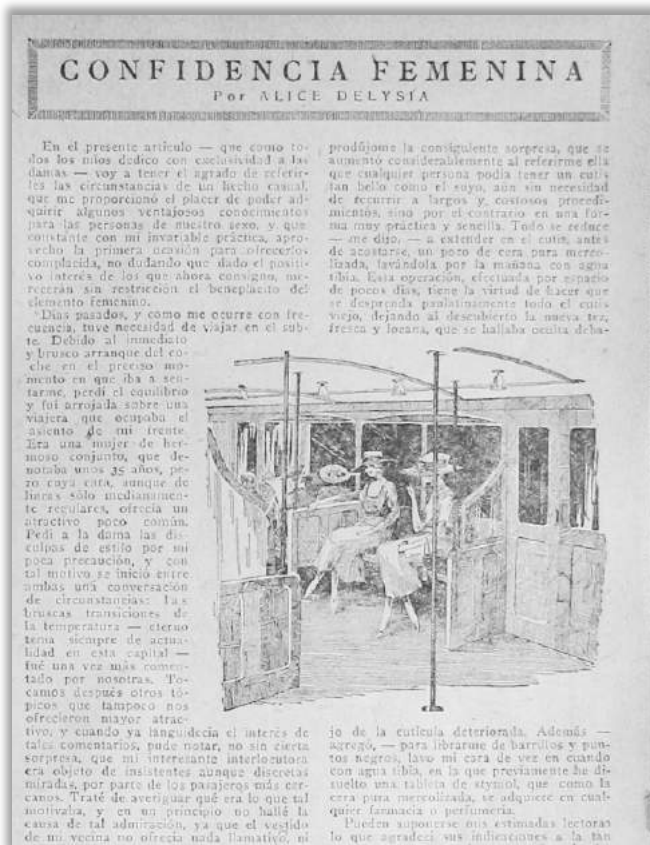 CONFIDENCIA FEMENINA
Por ALICE DELYSIA
En el presente artículo — que como to-
dos los míos dedico con exclusividad a las
damas — voy a tener el agrado de referir-
les las circunstancias de un hecho casual,
que me proporcionó el placer de poder ad-
quirir algunos ventajosos conocimientos
para las personas de nuestro sexo, y que
constante con mi invariable práctica, apro-
vecho la primera ocasión para ofrecerlos
complacida, no dudando que dado el positi-
vo interés de los que ahora consigno, me-
recerán sin restricción el beneplácito del
elemento femenino.
Días pasados, y como me ocurre con fre-
cuencia, tuve necesidad de viajar en el sub-
te. Debido al inmediato
y brusco arranque del co-
che en el preciso mo-
mento en que iba a sen-
tarme, perdí el equilibrio
y fuí arrojada sobre una
viajera que ocupaba el
asiento de mi frente.
Era una mujer de her-
moso conjunto, que de-
notaba unos 35 años, pe-
ro cuya cara, aunque de
líneas sólo medianamen-
te regulares, ofrecía un
atractivo poco común.
Pedí a la dama las dis-
culpas de estilo por mi
poca precaución, y con
tal motivo se inició entre
ambas una conversación
de circunstancias: las
bruscas transiciones de
la temperatura — eterno
tema siempre de actua-
lidad en esta capital —
fué una vez más comen-
tado por nosotras. To-
camos después otros tó-
picos que tampoco nos
ofrecieron mayor atrac-
tivo, y cuando ya languidecía el interés de
tales comentarios, pude notar, no sin cierta
sorpresa, que mi interesante interlocutora
era objeto de insistentes aunque discretas
miradas, por parte de los pasajeros más cer-
canos. Traté de averiguar qué era lo que tal
motivaba, y en un principio no hallé la
causa de tal admiración, ya que el vestido
de mi vecina no ofrecía nada llamativo, ni
prodújome la consiguiente sorpresa, que se
aumentó considerablemente al referirme ella
que cualquier persona podía tener un cutis
tan bello como el suyo, aún sin necesidad
de recurrir a largos y costosos procedi-
mientos, sino por el contrario en una for-
ma muy práctica y sencilla. Todo se reduce
— me dijo, — a extender en el cutis, antes
de acostarse, un poco de cera pura merco-
lizada, lavándola por la mañana con agua
tibia. Esta operación, efectuada por espacio
de pocos días, tiene la virtud de hacer que
se desprenda paulatinamente todo el cutis
viejo, dejando al descubierto la nueva tez,
fresca y lozana, que se hallaba oculta deba-
jo de la cutícula deteriorada. Además —
agregó, — para librarme de barrillos y pun-
tos negros, lavo mi cara de vez en cuando
con agua tibia, en la que previamente he di-
suelto una tableta de stymol, que como la
cera pura mercolizada, se adquiere en cual-
quier farmacia o perfumería.
Pueden suponerse mis estimadas lectoras
lo que agradecí sus indicaciones a la tan